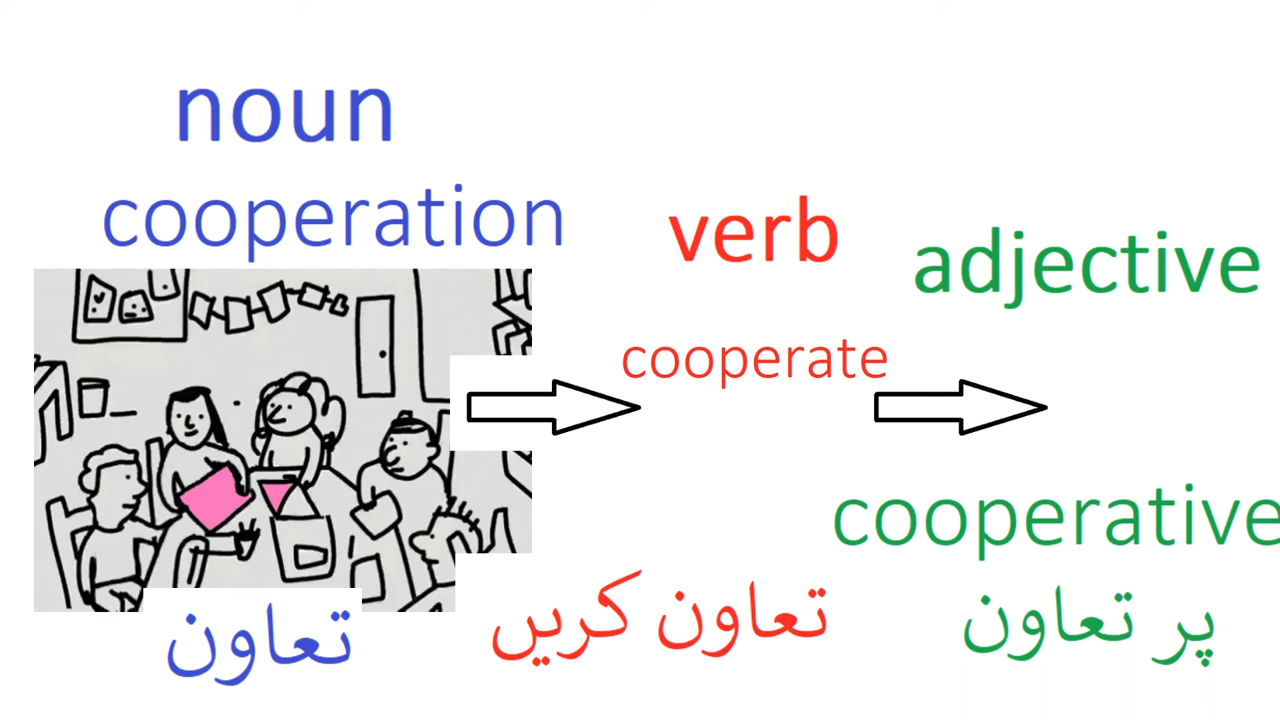 noun
cooperation
verb
cooperate
adjective
cooperative
تعاون
تعاون کریں
پر تعاون